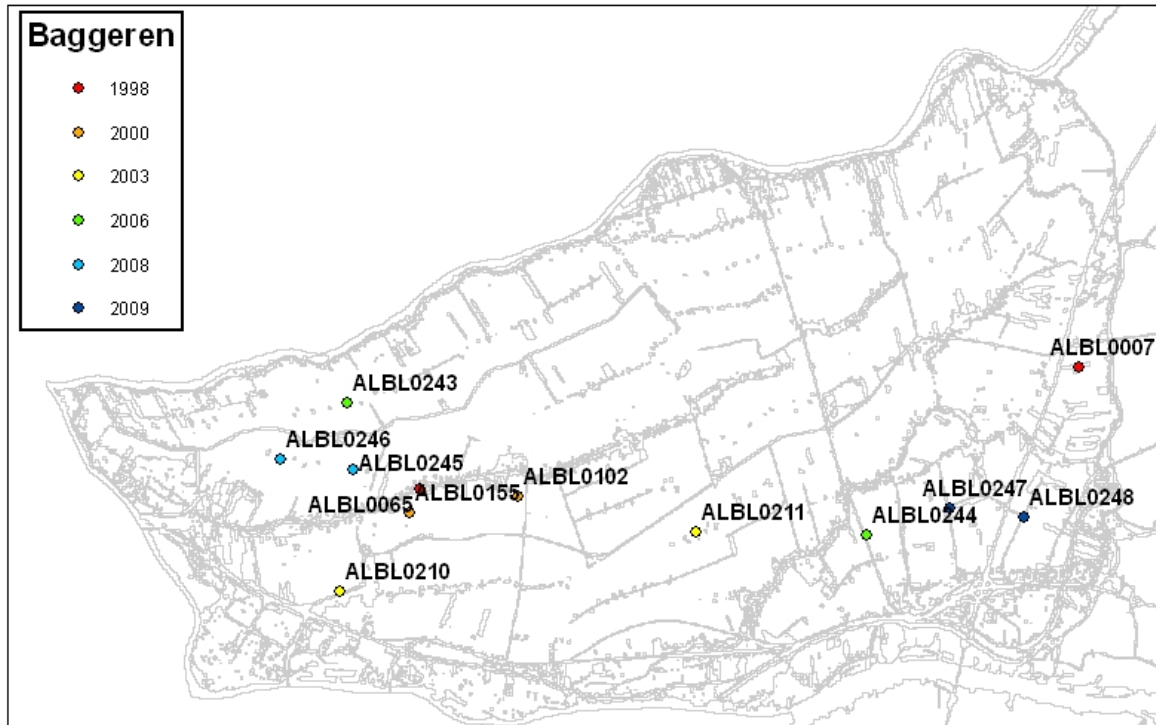 Baggeren
1998
2000
2003
2006
2008
2009
ALBL0007
ALBL0243
ALBL0246
ALBL0245
ALBL0102
ALBL0155
ALBL0065
ALBL0247
ALBL0248
ALBL0211
ALBL0244
ALBL0210